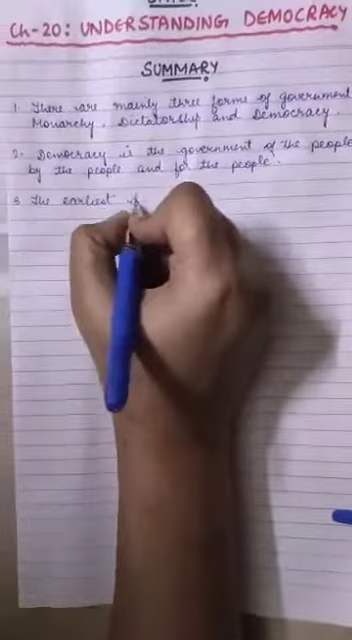 Ch-20: UNDERSTANDING DEMOCRACY
SUMMARY
1. There are mainly three forms of government
Monarchy, Dictatorship and Democracy.
2. Democracy is the government of the people
by the people and for the people.
3. The earliest